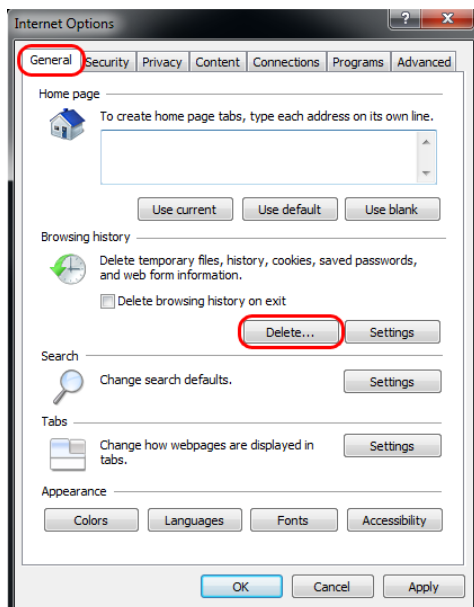 Internet Options
?
X
General Security Privacy Content Connections Programs Advanced
Home page
To create home page tabs, type each address on its own line.
Use current Use default Use blank
Browsing history
Delete temporary files, history, cookies, saved passwords,
and web form information.
Delete browsing history on exit
Delete... Settings
Search
Change search defaults. Settings
Tabs
Change how webpages are displayed in Settings
tabs.
Appearance
Colors Languages Fonts Accessibility
OK Cancel Apply